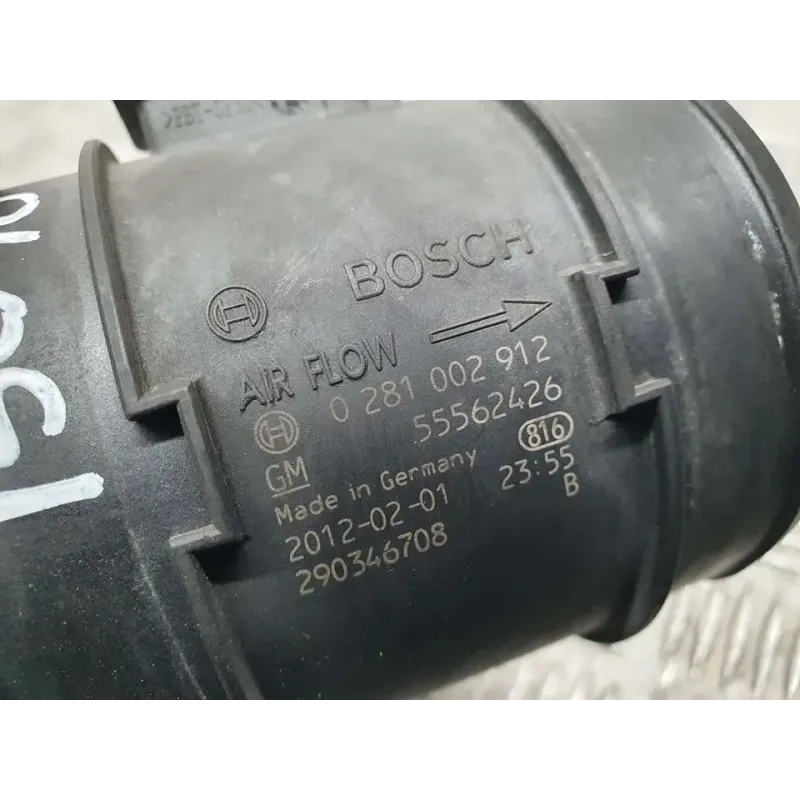 BOSCH
AIR FLOW
0 281 002 912
55562426
GM
816
Made in Germany
23:55
2012-02-01
B
290346708